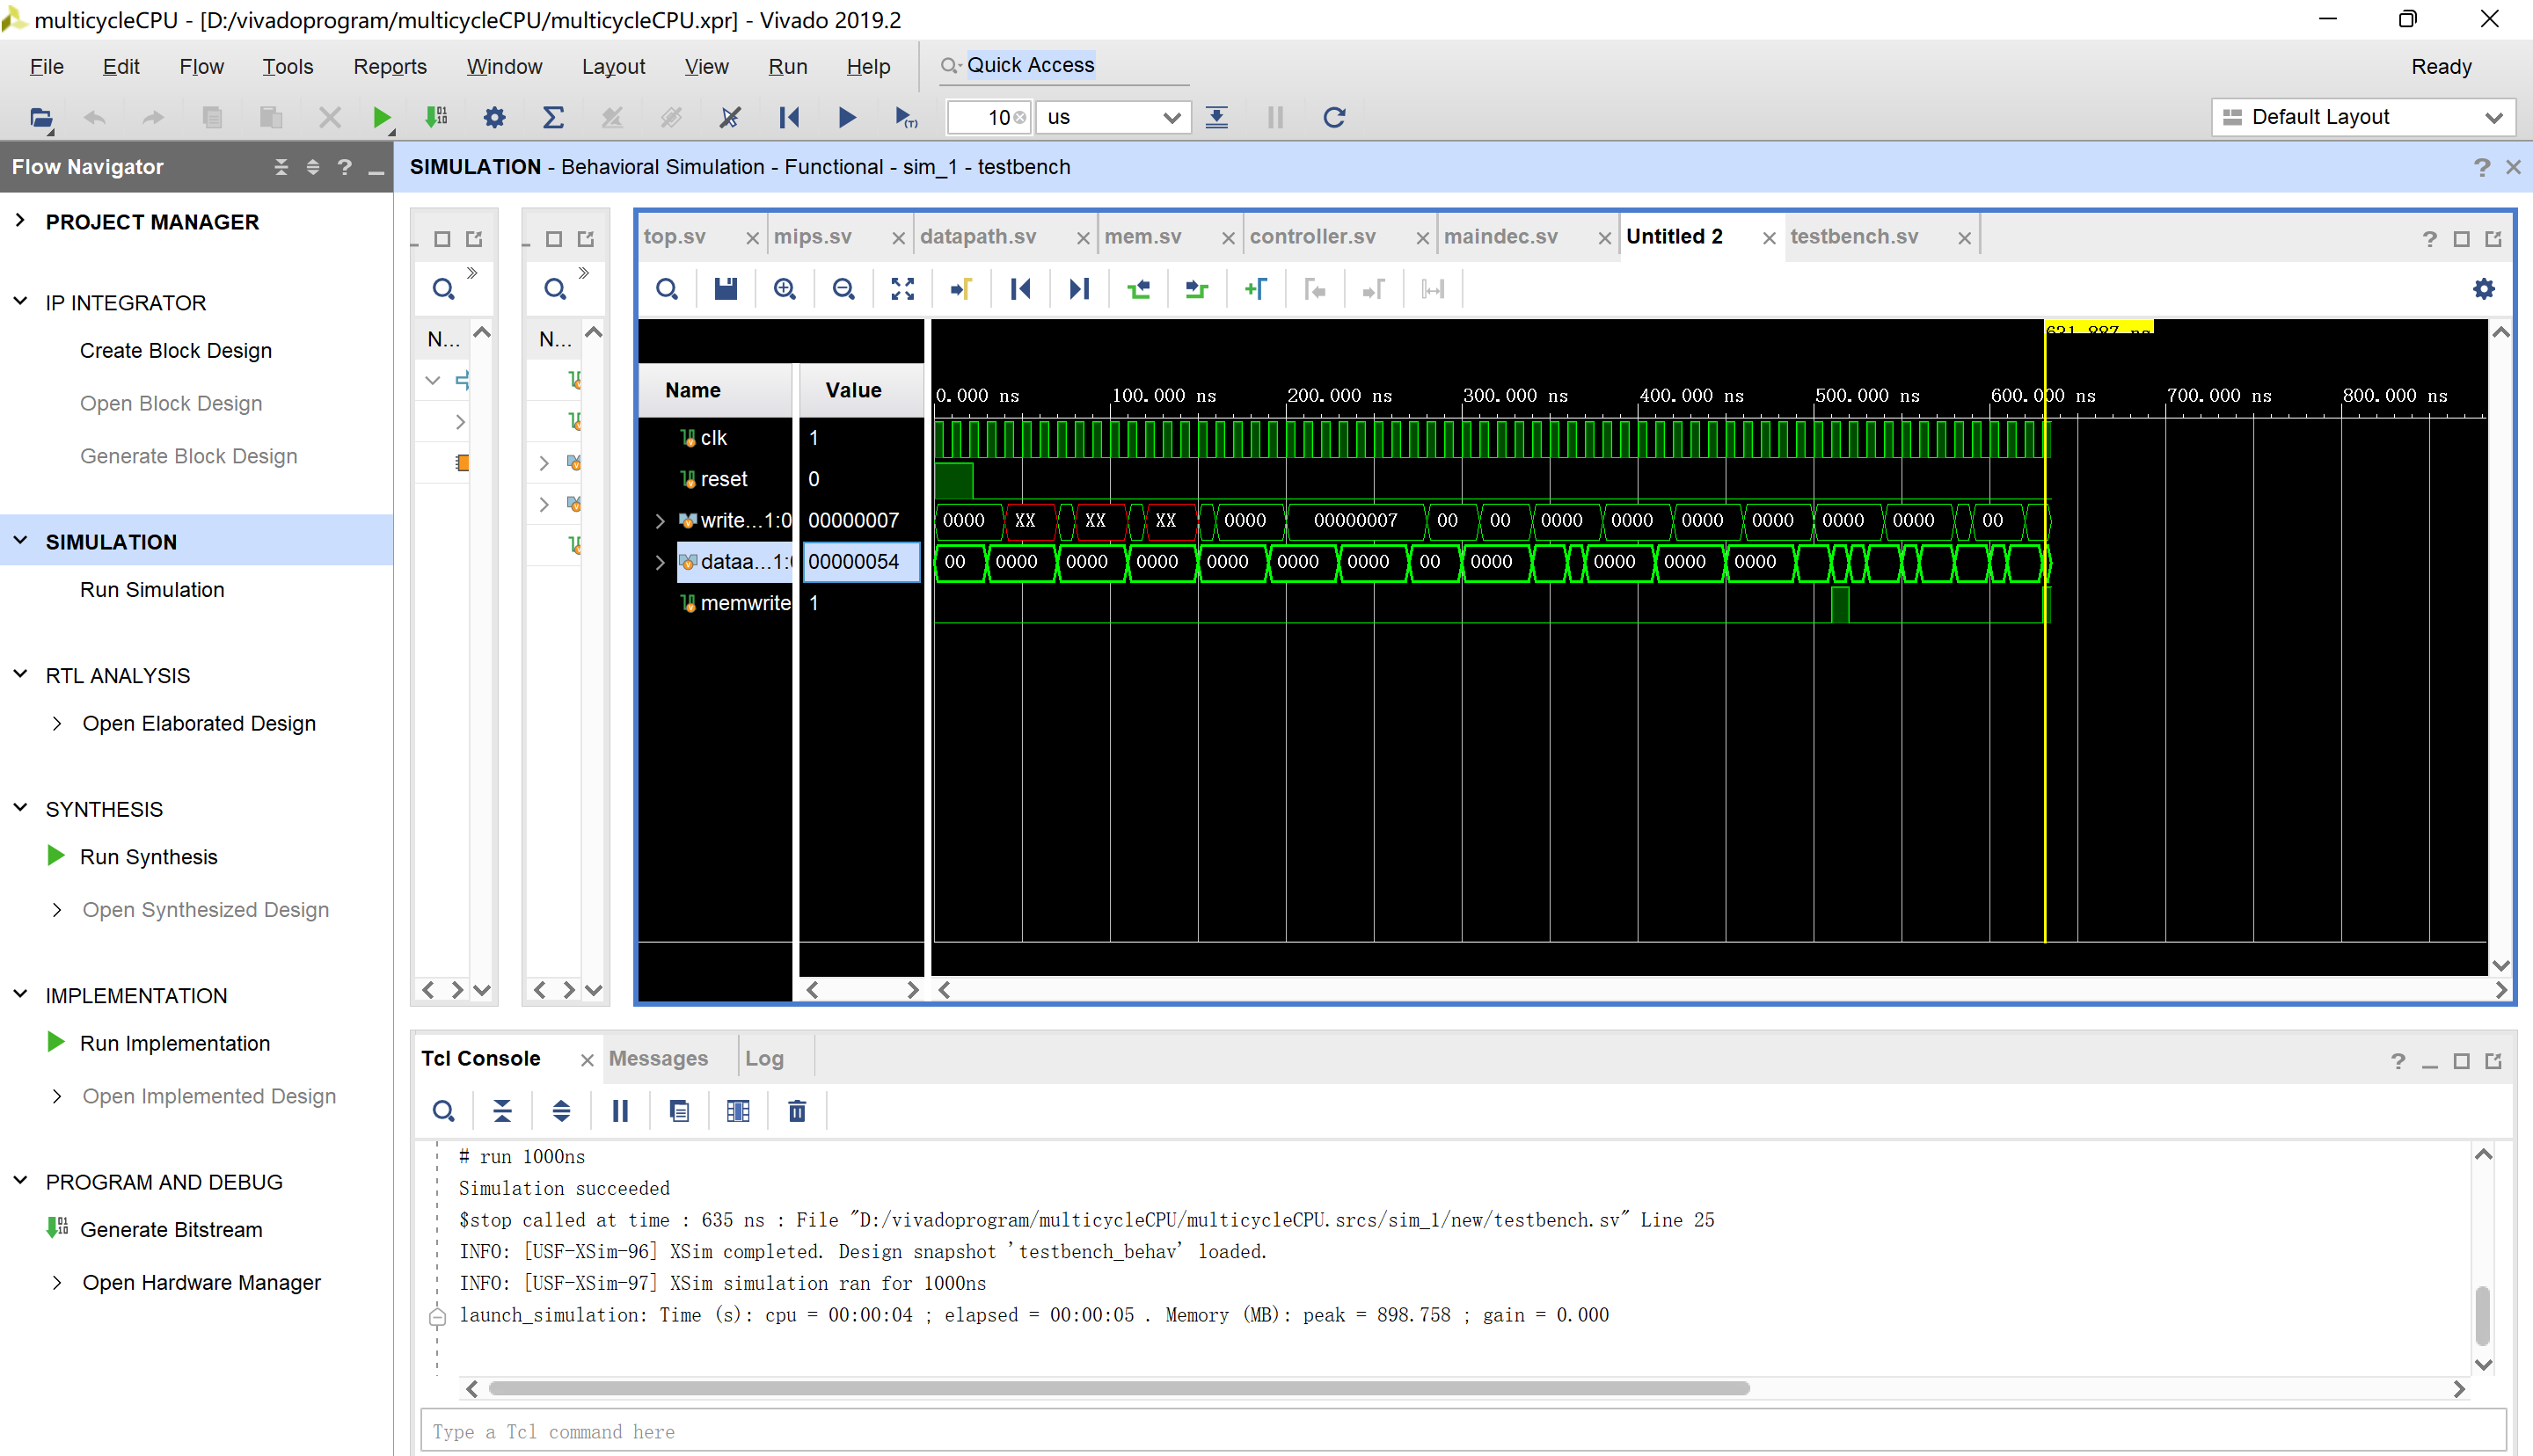 multicycleCPU - [D:/vivadoprogram/multicycleCPU/multicycleCPU.xpr] - Vivado 2019.2
File Edit Flow Tools Reports Window Layout View Run Help Quick Access Ready
10 us Default Layout
Flow Navigator
SIMULATION - Behavioral Simulation - Functional - sim_1 - testbench
PROJECT MANAGER
IP INTEGRATOR
Create Block Design
Open Block Design
Generate Block Design
SIMULATION
Run Simulation
RTL ANALYSIS
Open Elaborated Design
SYNTHESIS
Run Synthesis
Open Synthesized Design
IMPLEMENTATION
Run Implementation
Open Implemented Design
PROGRAM AND DEBUG
Generate Bitstream
Open Hardware Manager
N...
N...
top.sv mips.sv datapath.sv mem.sv controller.sv maindec.sv Untitled 2 testbench.sv
631.887 ns
Name Value
0.000 ns 100.000 ns 200.000 ns 300.000 ns 400.000 ns 500.000 ns 600.000 ns 700.000 ns 800.000 ns
clk 1
reset 0
write...1:0 00000007 0000 XX XX XX 0000 00000007 00 00 0000 0000 0000 0000 0000 0000 00
dataa...1:0 00000054 00 0000 0000 0000 0000 0000 0000 00 0000 0000 0000 0000
memwrite 1
Tcl Console Messages Log
# run 1000ns
Simulation succeeded
$stop called at time : 635 ns : File "D:/vivadoprogram/multicycleCPU/multicycleCPU.srcs/sim_1/new/testbench.sv" Line 25
INFO: [USF-XSim-96] XSim completed. Design snapshot 'testbench_behav' loaded.
INFO: [USF-XSim-97] XSim simulation ran for 1000ns
launch_simulation: Time (s): cpu = 00:00:04 ; elapsed = 00:00:05 . Memory (MB): peak = 898.758 ; gain = 0.000
Type a Tcl command here